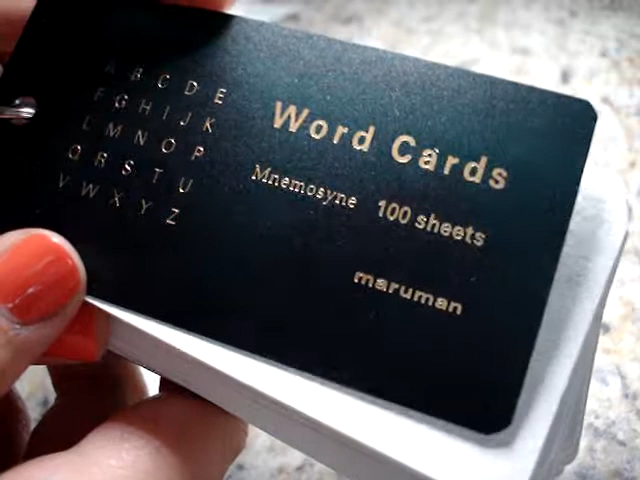 A B C D E
F G H I J K
L M N O P
Q R S T U
V W X Y Z
Word Cards
Mnemosyne 100 sheets
maruman